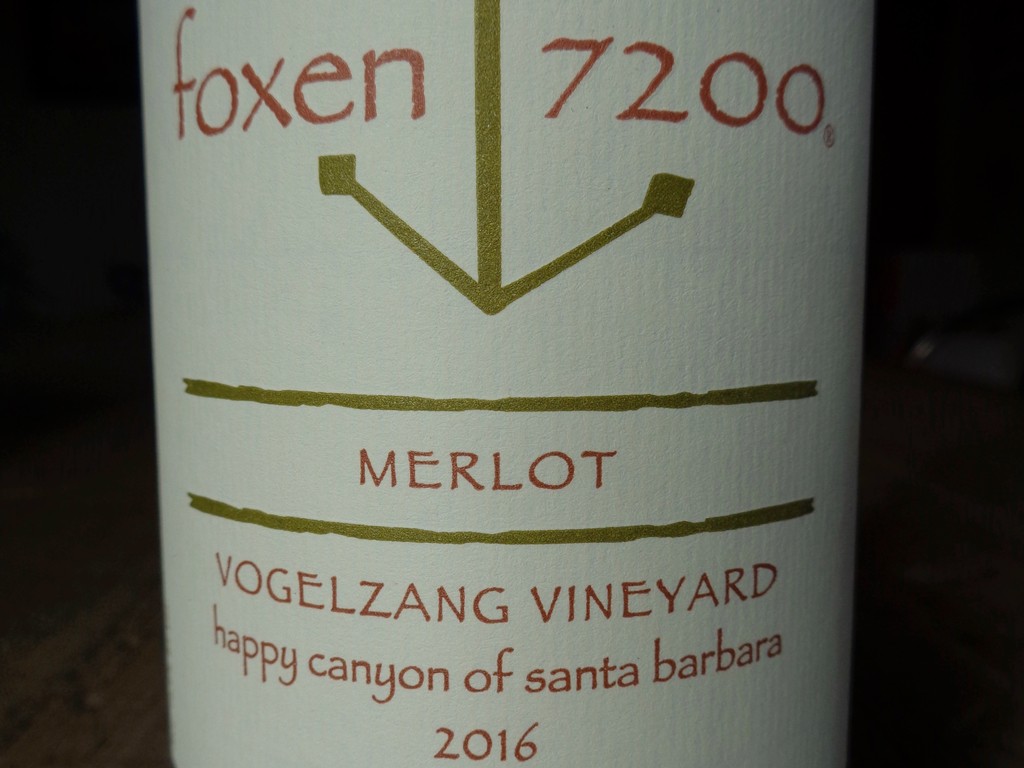 foxen 7200®
MERLOT
VOGELZANG VINEYARD
happy canyon of santa barbara
2016